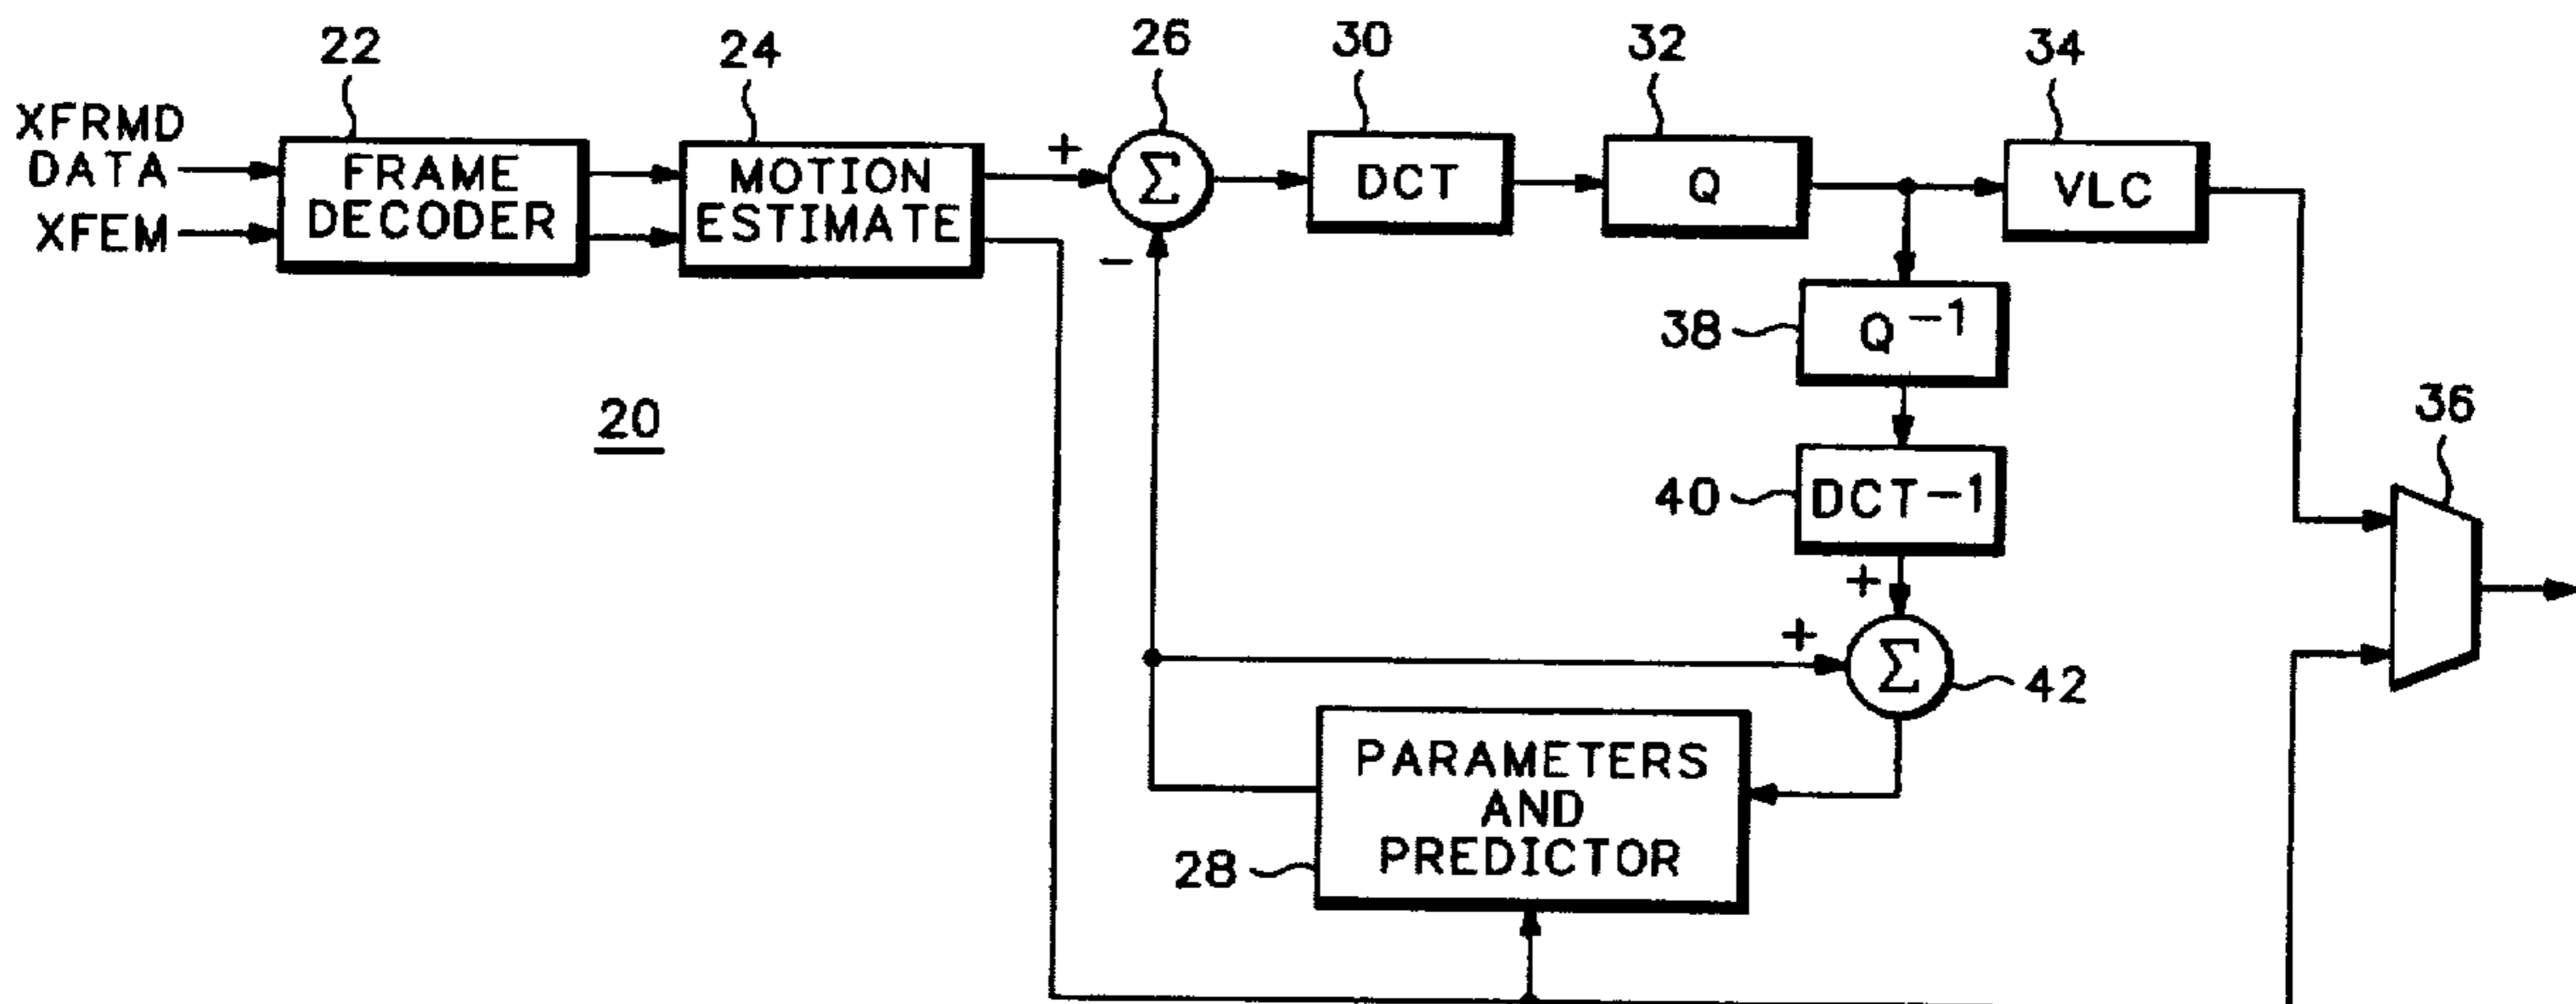 22
24
26
30
32
34
XFRMD
DATA
XFEM
FRAME
DECODER
MOTION
ESTIMATE
+
Σ
-
DCT
Q
VLC
38
Q -1
20
40
DCT-1
36
+
+
Σ
42
PARAMETERS
AND
PREDICTOR
28